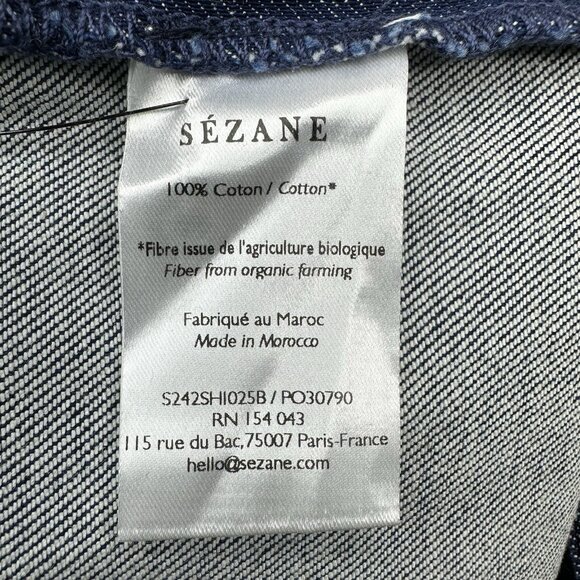 SÉZANE
100% Coton / Cotton*
*Fibre issue de l'agriculture biologique
Fiber from organic farming
Fabriqué au Maroc
Made in Morocco
S242SH1025B / PO30790
RN 154 043
115 rue du Bac,75007 Paris-France
hello@sezane.com